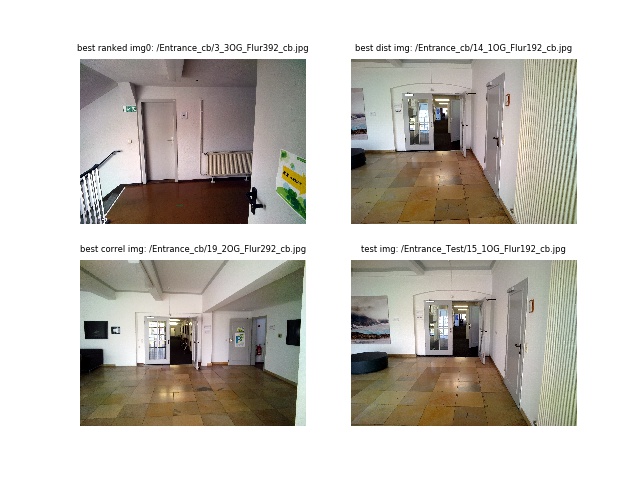 best ranked img0: /Entrance_cb/3_3OG_Flur392_cb.jpg
best dist img: /Entrance_cb/14_1OG_Flur192_cb.jpg
best correl img: /Entrance_cb/19_2OG_Flur292_cb.jpg
test img: /Entrance_Test/15_1OG_Flur192_cb.jpg